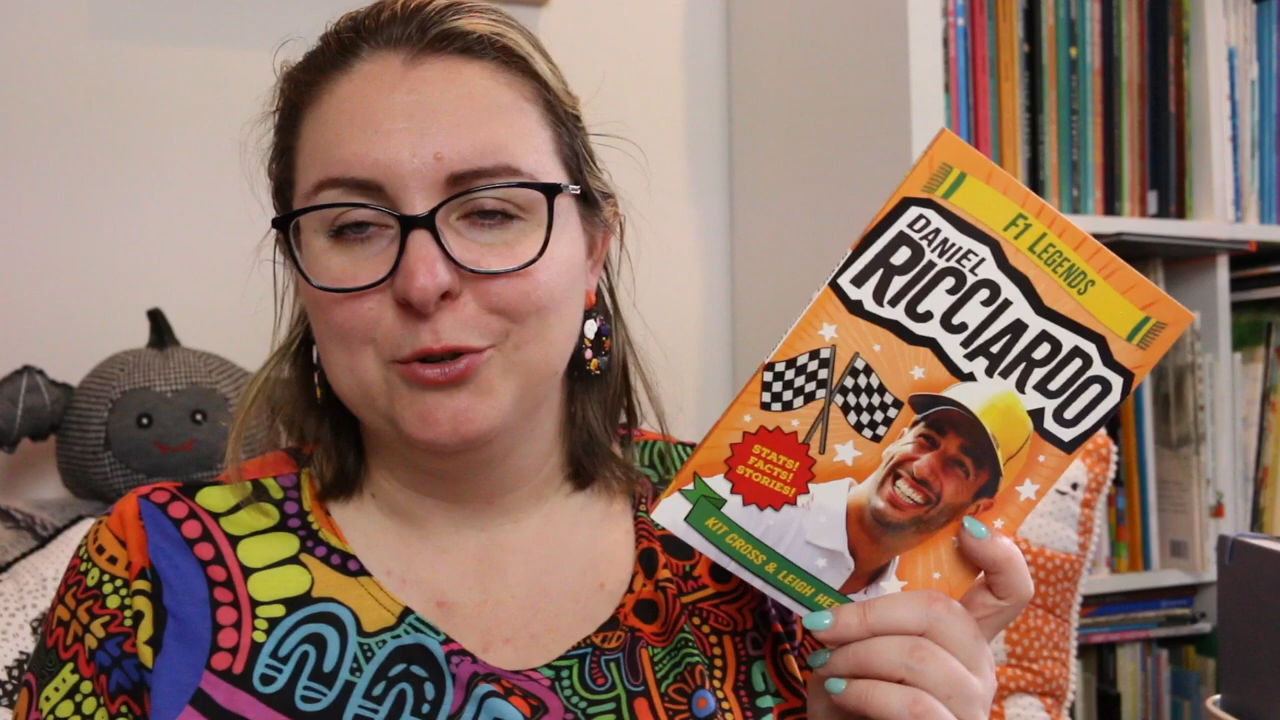 F1 LEGENDS
DANIEL
RICCIARDO
STATS!
FACTS!
STORIES!
KIT CROSS & LEIGH